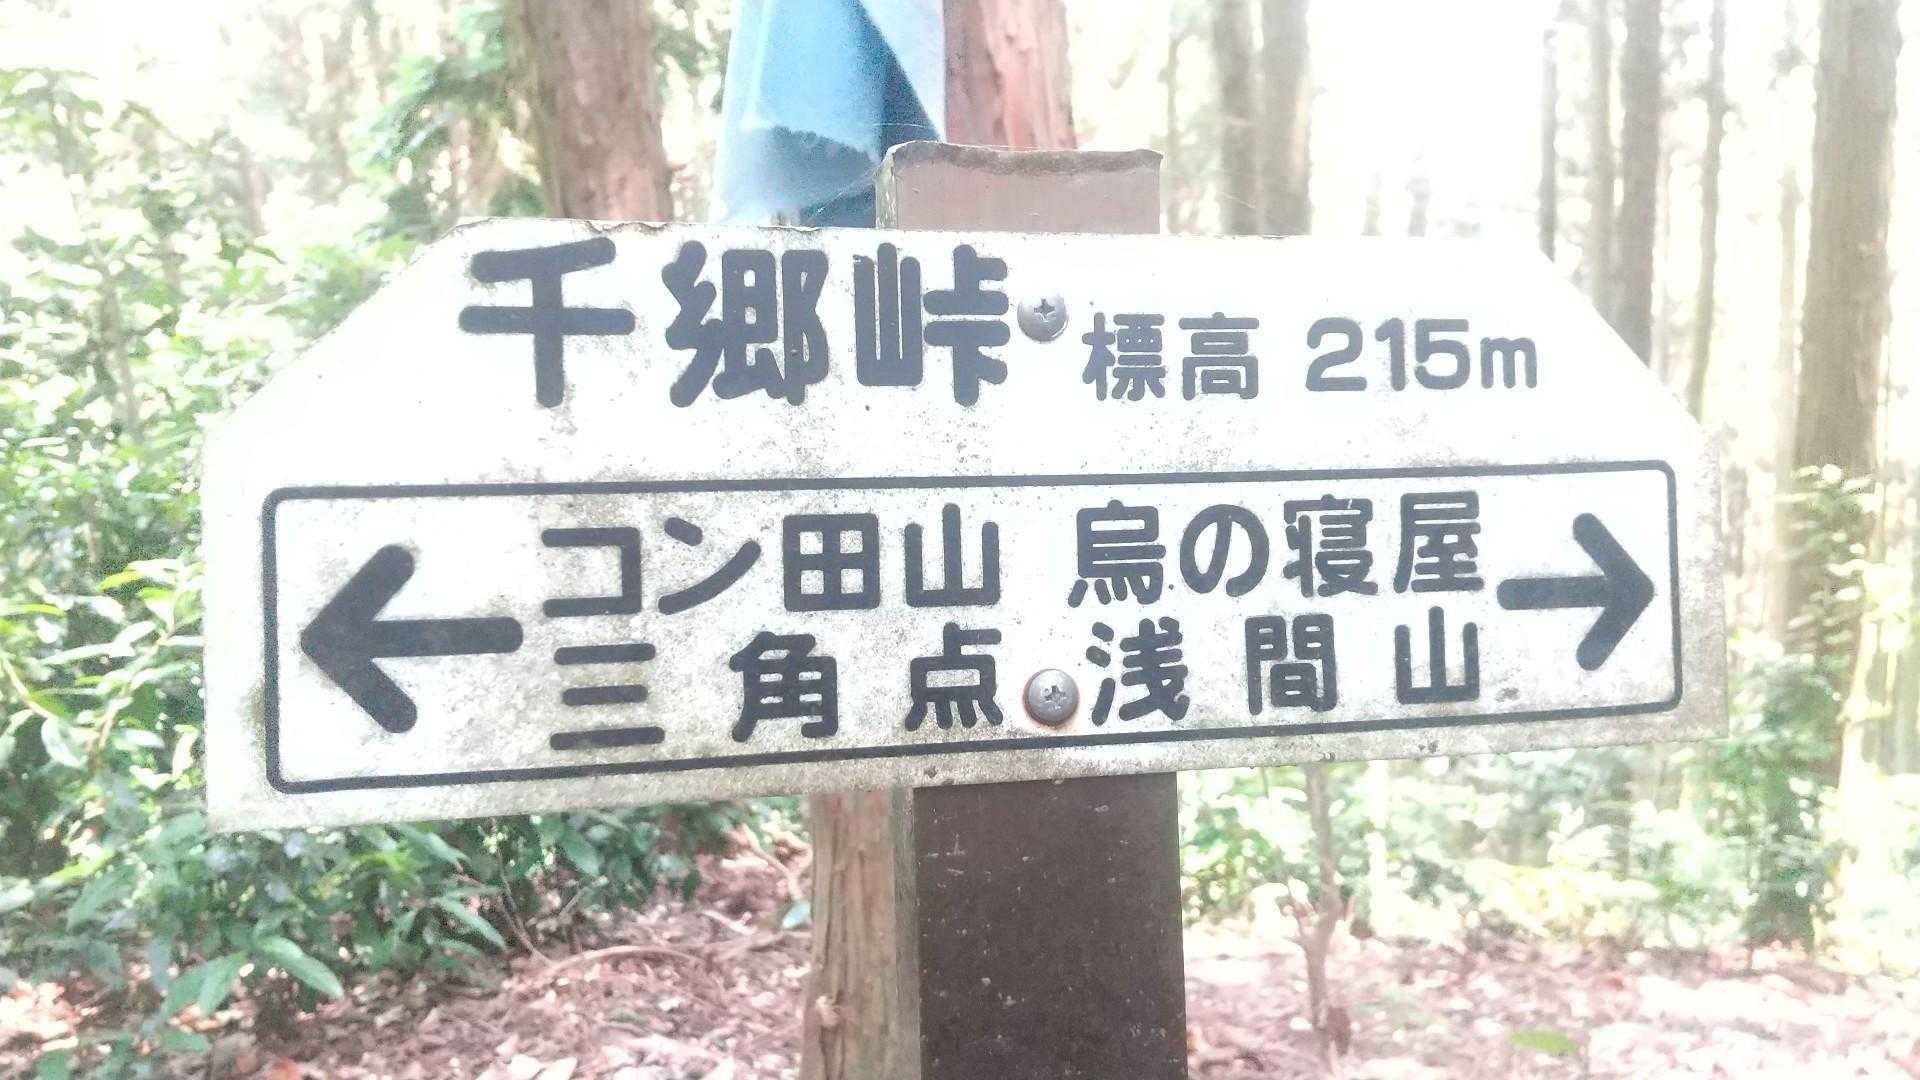 千郷峠 標高 215m
← コン田山 烏の寝屋 →
三角点 浅間山